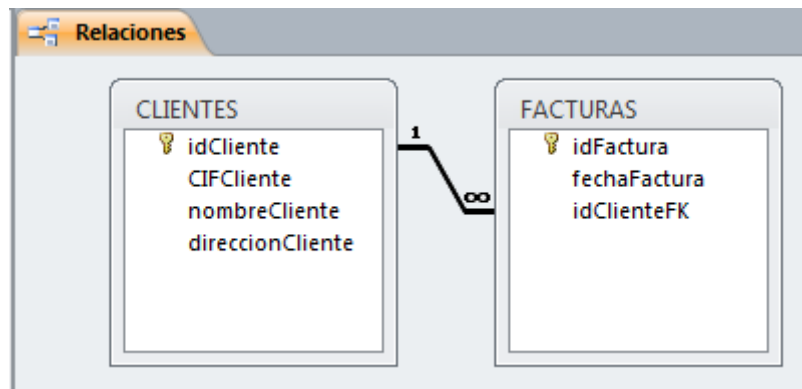 Relaciones
CLIENTES
idCliente
CIFCliente
nombreCliente
direccionCliente
1
∞
FACTURAS
idFactura
fechaFactura
idClienteFK